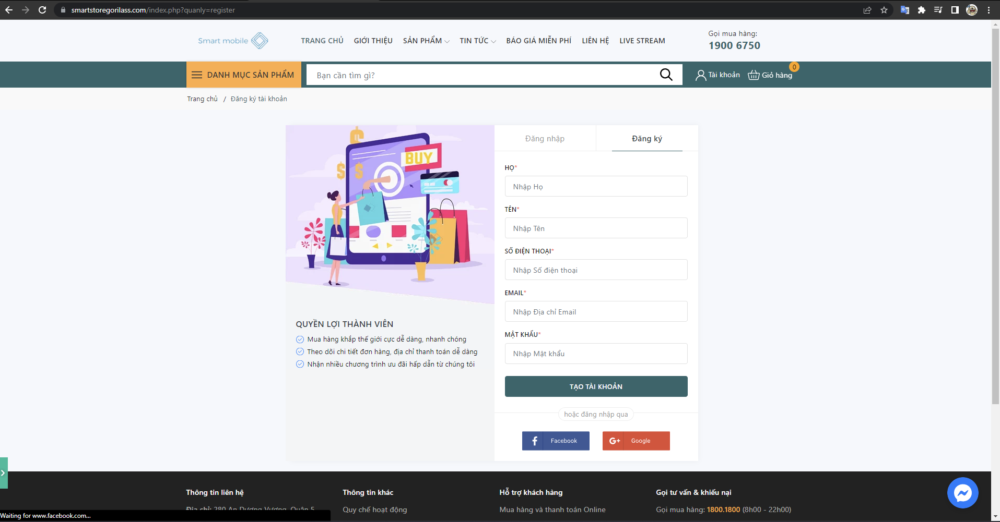 smartstoregorilass.com/index.php?quanly=register
Smart mobile
TRANG CHỦ GIỚI THIỆU SẢN PHẨM TIN TỨC BÁO GIÁ MIỄN PHÍ LIÊN HỆ LIVE STREAM
Gọi mua hàng:
1900 6750
DANH MỤC SẢN PHẨM
Bạn cần tìm gì?
Tài khoản
0
Giỏ hàng
Trang chủ / Đăng ký tài khoản
BUY
$
$ $
QUYỀN LỢI THÀNH VIÊN
Mua hàng khắp thế giới cực dễ dàng, nhanh chóng
Theo dõi chi tiết đơn hàng, địa chỉ thanh toán dễ dàng
Nhận nhiều chương trình ưu đãi hấp dẫn từ chúng tôi
Đăng nhập Đăng ký
HỌ*
Nhập Họ
TÊN*
Nhập Tên
SỐ ĐIỆN THOẠI*
Nhập Số điện thoại
EMAIL*
Nhập Địa chỉ Email
MẬT KHẨU*
Nhập Mật khẩu
TẠO TÀI KHOẢN
hoặc đăng nhập qua
f Facebook G+ Google
Thông tin liên hệ
Địa chỉ: 280 An Dương Vương, Quận 5
Thông tin khác
Quy chế hoạt động
Hỗ trợ khách hàng
Mua hàng và thanh toán Online
Gọi tư vấn & khiếu nại
Gọi mua hàng: 1800.1800 (8h00 - 22h00)
Waiting for www.facebook.com...